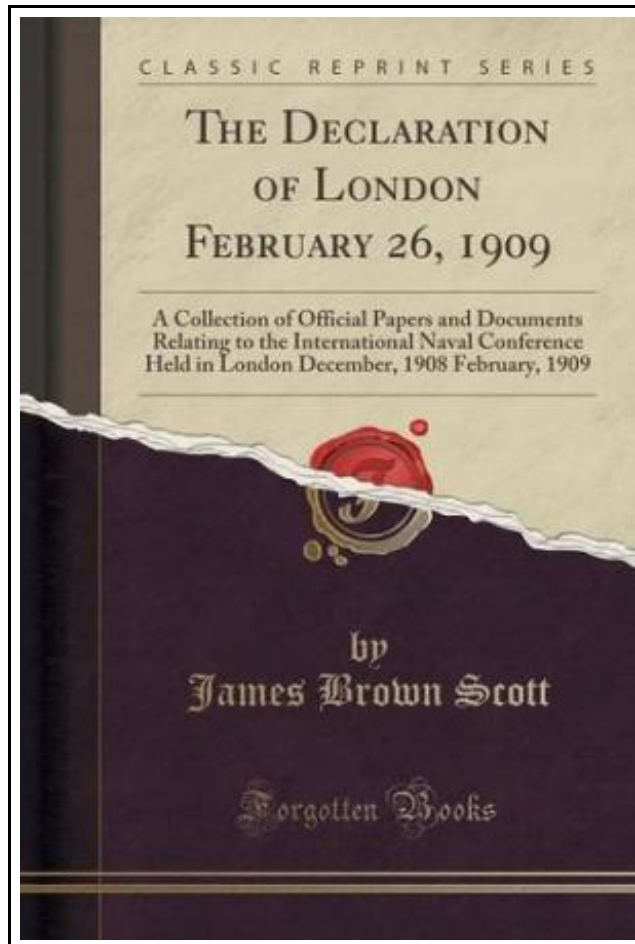 CLASSIC REPRINT SERIES
THE DECLARATION
OF LONDON
FEBRUARY 26, 1909
A Collection of Official Papers and Documents
Relating to the International Naval Conference
Held in London December, 1908 February, 1909
F
by
James Brown Scott
Forgotten Books